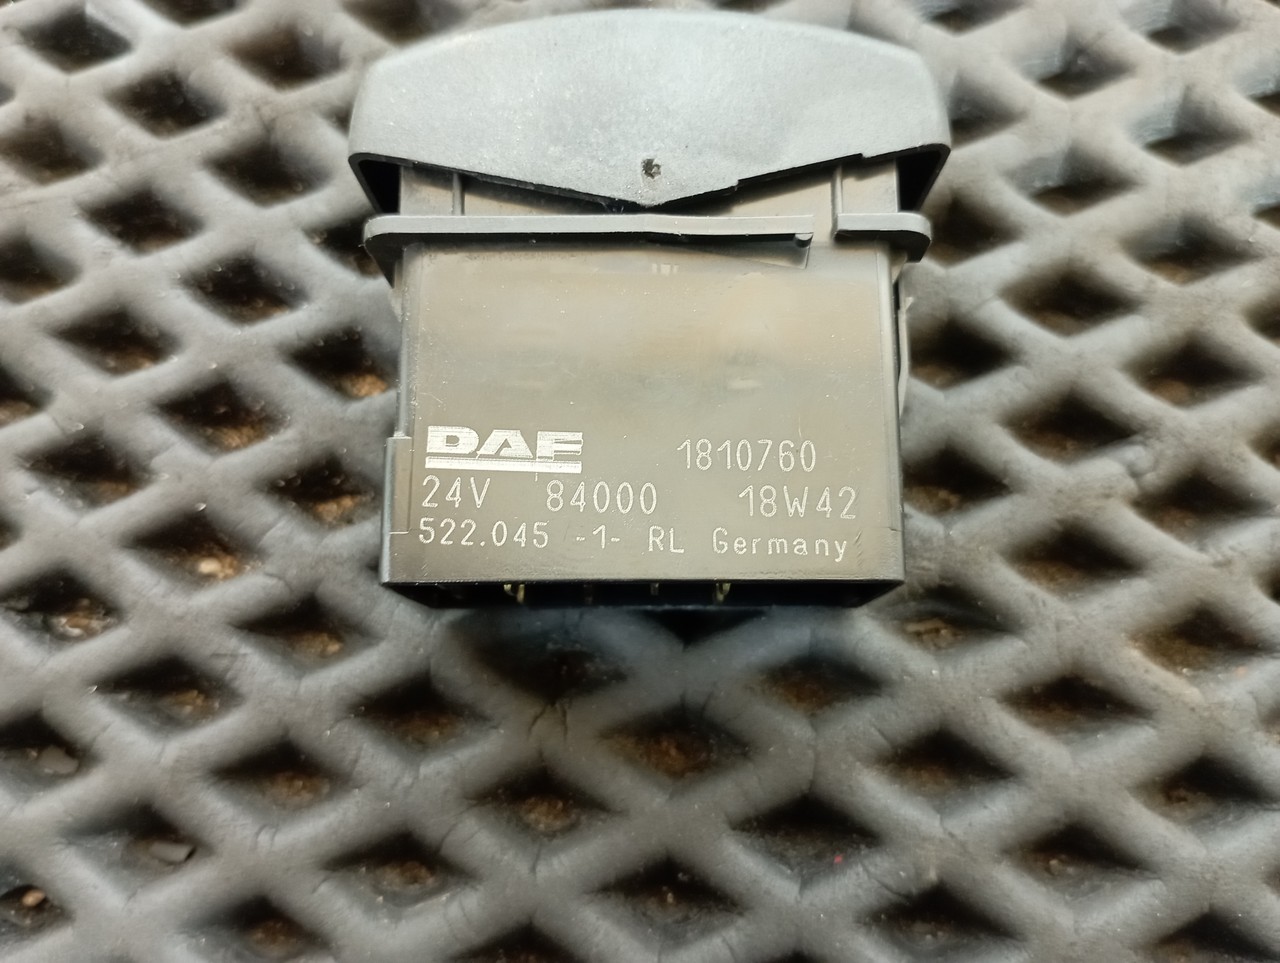 DAF 1810760
24V 84000 18W42
522.045 -1- RL Germany